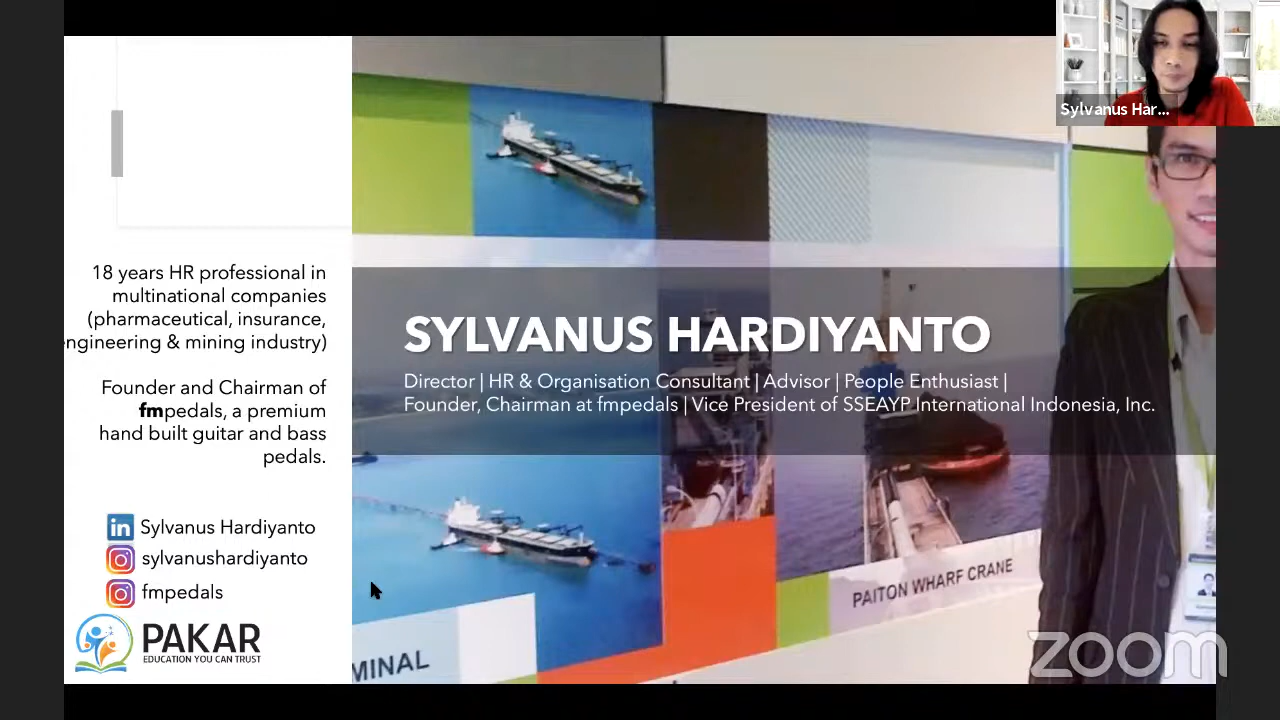 Sylvanus Har...
18 years HR professional in
multinational companies
(pharmaceutical, insurance,
ngineering & mining industry)
Founder and Chairman of
fmpedals, a premium
hand built guitar and bass
pedals.
Sylvanus Hardiyanto
sylvanushardiyanto
fmpedals
PAKAR
EDUCATION YOU CAN TRUST
SYLVANUS HARDIYANTO
Director | HR & Organisation Consultant | Advisor | People Enthusiast |
Founder, Chairman at fmpedals | Vice President of SSEAYP International Indonesia, Inc.
PAITON WHARF CRANE
MINAL
zoom